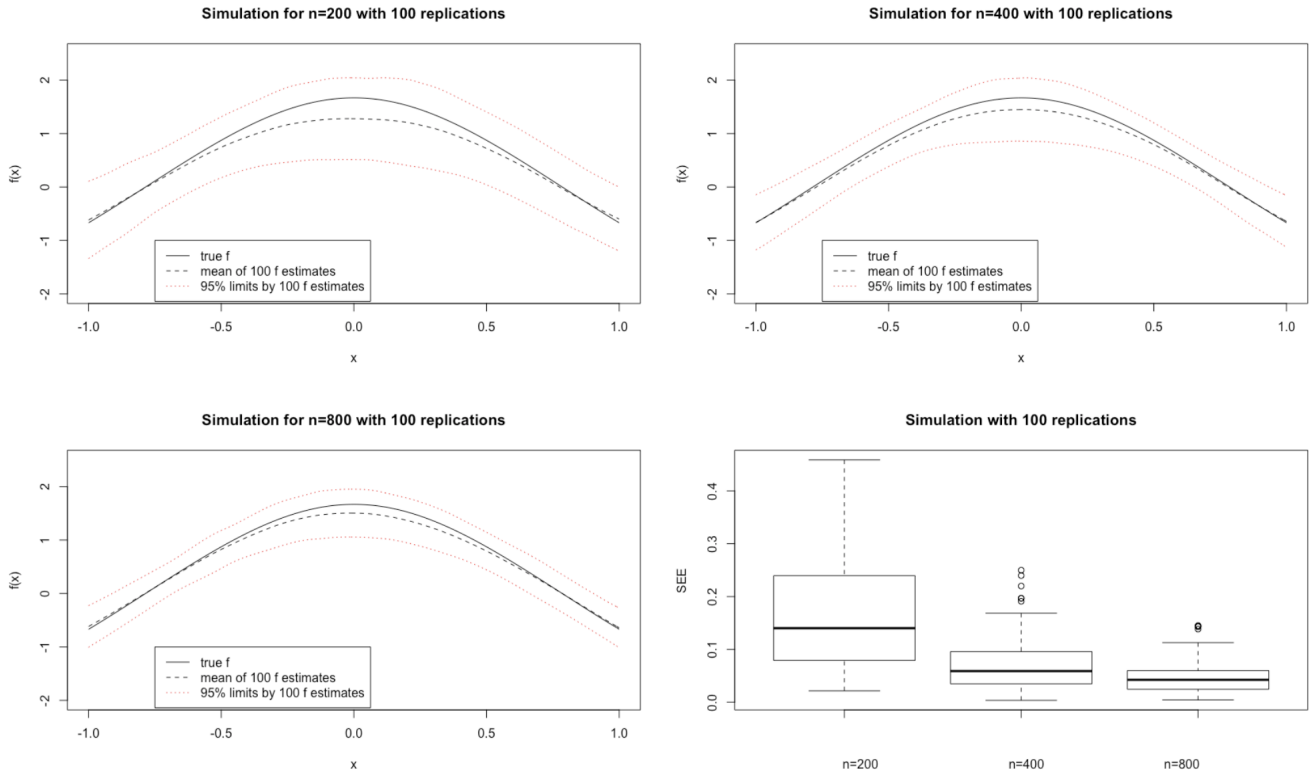 Simulation for n=200 with 100 replications
f(x)
2
1
0
-1
-2
true f
mean of 100 f estimates
95% limits by 100 f estimates
-1.0 -0.5 0.0 0.5 1.0
x
Simulation for n=400 with 100 replications
f(x)
2
1
0
-1
-2
true f
mean of 100 f estimates
95% limits by 100 f estimates
-1.0 -0.5 0.0 0.5 1.0
x
Simulation for n=800 with 100 replications
f(x)
2
1
0
-1
-2
true f
mean of 100 f estimates
95% limits by 100 f estimates
-1.0 -0.5 0.0 0.5 1.0
x
Simulation with 100 replications
SEE
0.4
0.3
0.2
0.1
0.0
n=200 n=400 n=800